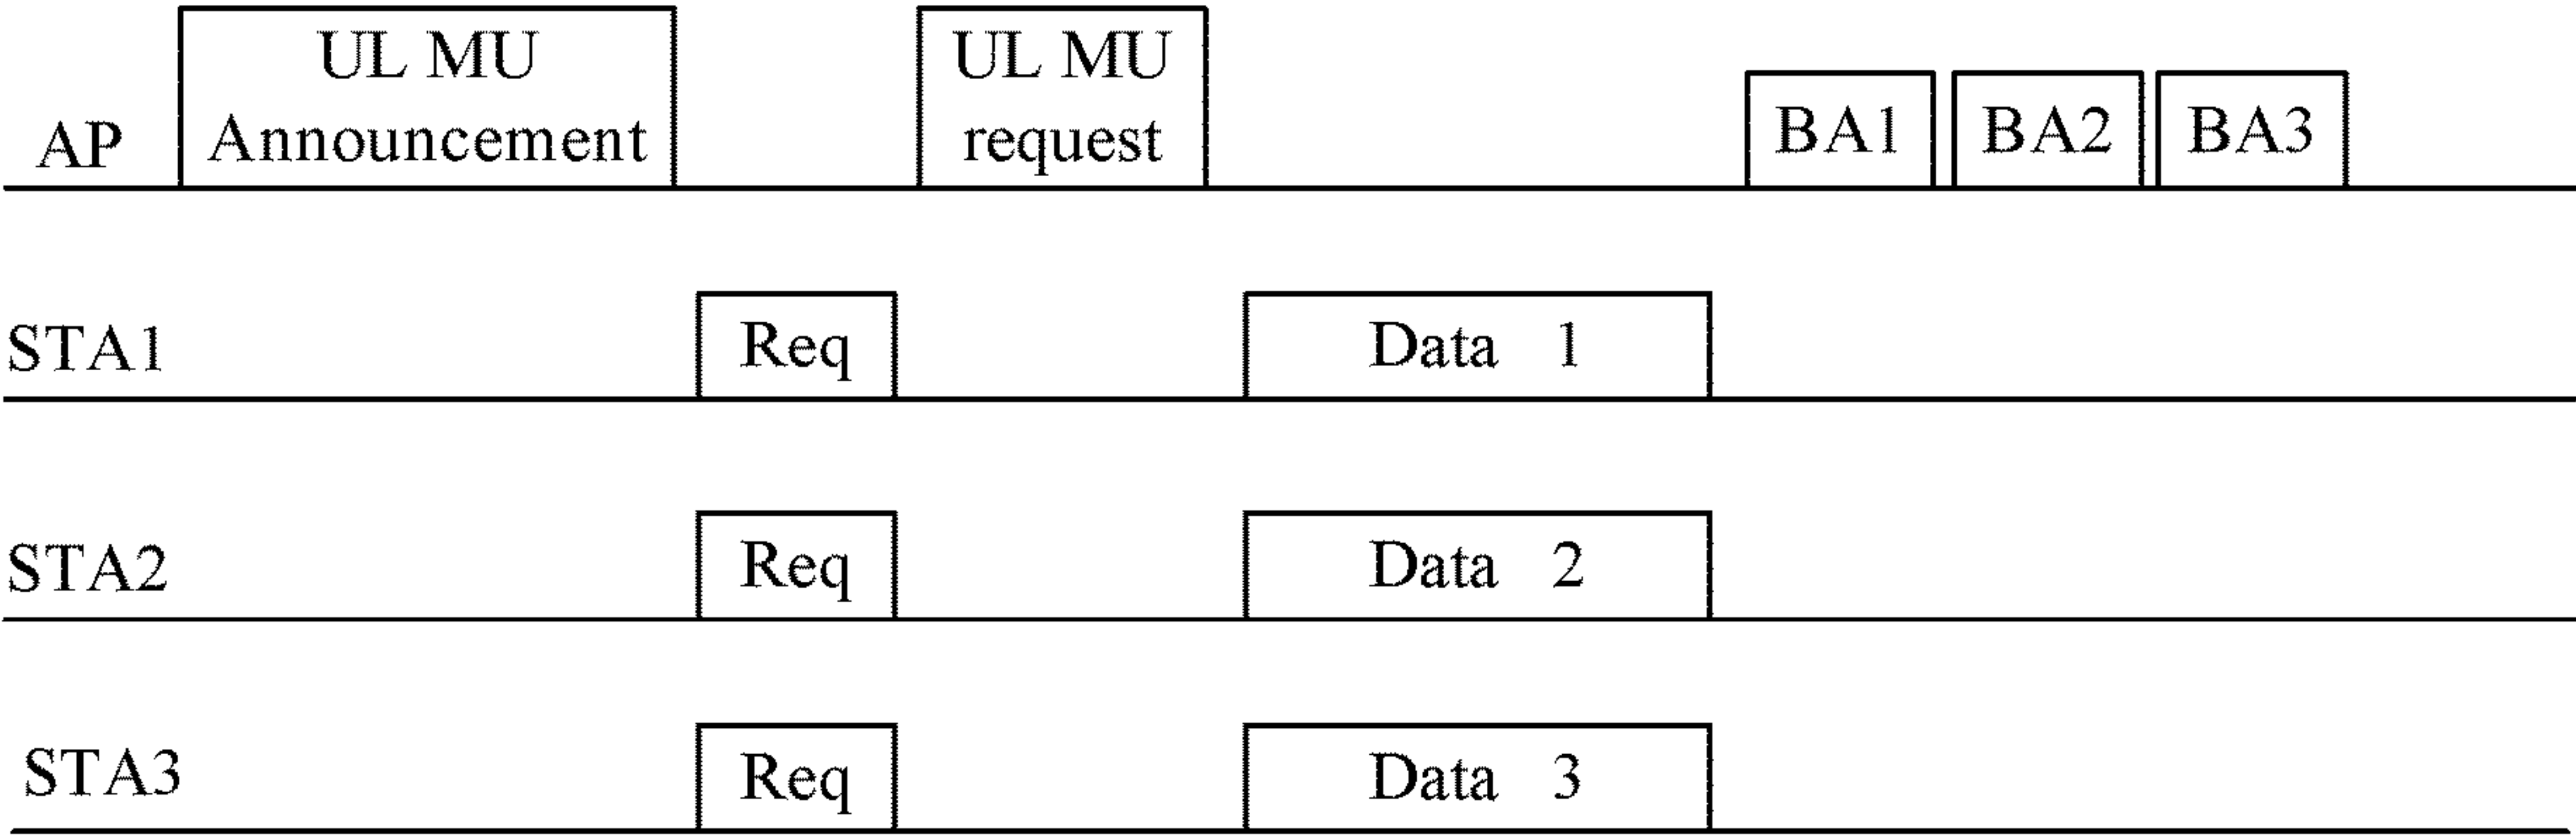 UL MU
Announcement
UL MU
request
AP
BA1 BA2 BA3
STA1
Req
Data 1
STA2
Req
Data 2
STA3
Req
Data 3